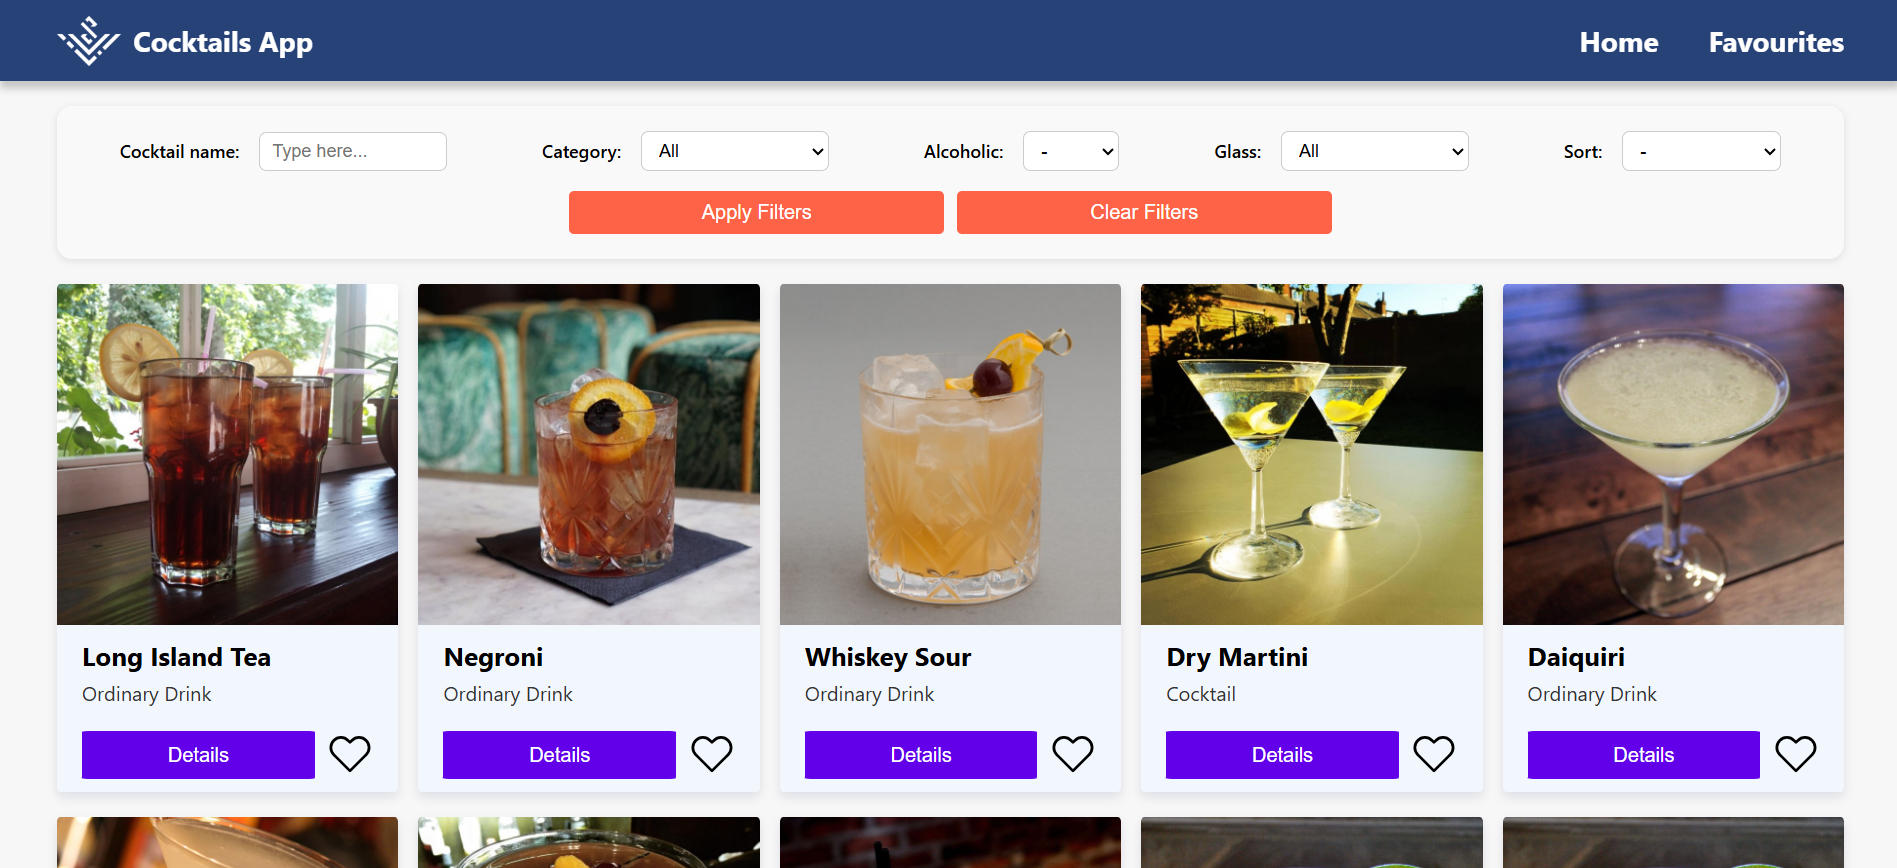 Cocktails App Home Favourites
Cocktail name: Type here... Category: All Alcoholic: - Glass: All Sort: -
Apply Filters Clear Filters
Long Island Tea Negroni Whiskey Sour Dry Martini Daiquiri
Ordinary Drink Ordinary Drink Ordinary Drink Cocktail Ordinary Drink
Details Details Details Details Details